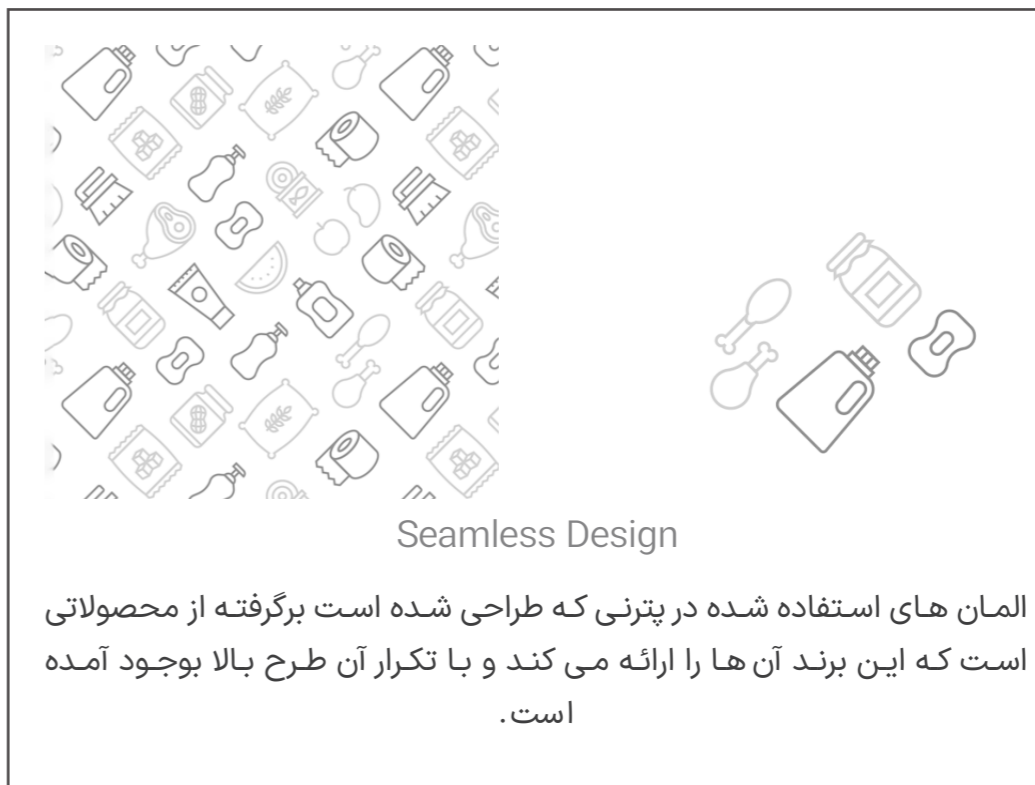 Seamless Design
المان های استفاده شده در پترنی که طراحی شده است برگرفته از محصولاتی
است که این برند آن ها را ارائه می کند و با تکرار آن طرح بالا بوجود آمده
است.